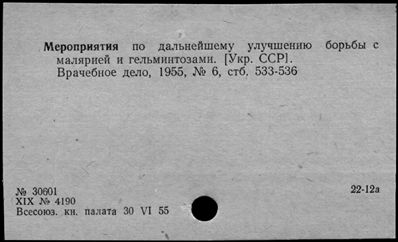 Мероприятия по дальнейшему улучшению борьбы с
малярией и гельминтозами. [Укр. ССР].
Врачебное дело, 1955, № 6, стб. 533-536
№ 30601
22-12а
XIX № 4190
Всесоюз. кн. палата 30 VI 55